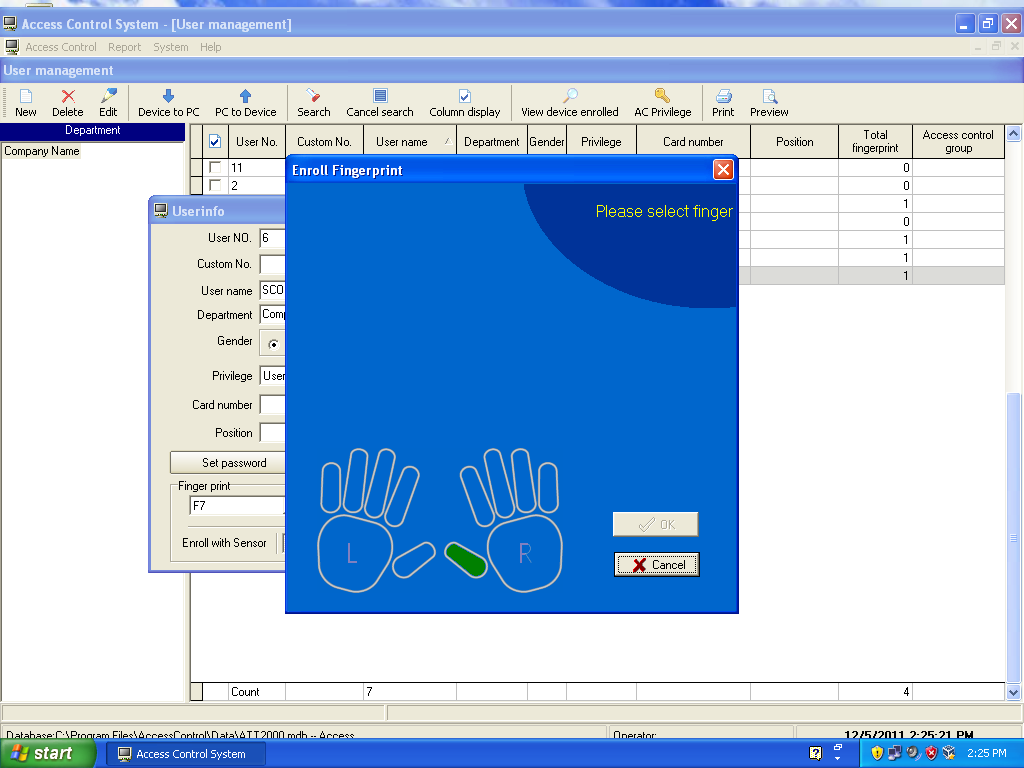 Access Control System - [User management]
Access Control Report System Help
User management
New Delete Edit Device to PC PC to Device Search Cancel search Column display View device enrolled AC Privilege Print Preview
Department
Company Name
User No. Custom No. User name Department Gender Privilege Card number Position Total fingerprint Access control group
11 0
2 0
1
0
1
1
1
Enroll Fingerprint
Please select finger
Userinfo
User NO. 6
Custom No.
User name SCO
Department Comp
Gender
Privilege User
Card number
Position
Set password
Finger print
F7
Enroll with Sensor
L R
OK
Cancel
Count 7 4
Database:C:\Program Files\AccessControl\Data\ATT2000.mdb -- Access Operator: 12/5/2011 2:25:21 PM
start Access Control System 2:25 PM